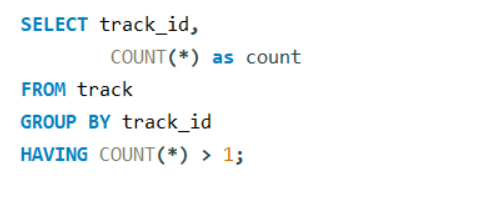 SELECT track_id,
COUNT(*) as count
FROM track
GROUP BY track_id
HAVING COUNT(*) > 1;